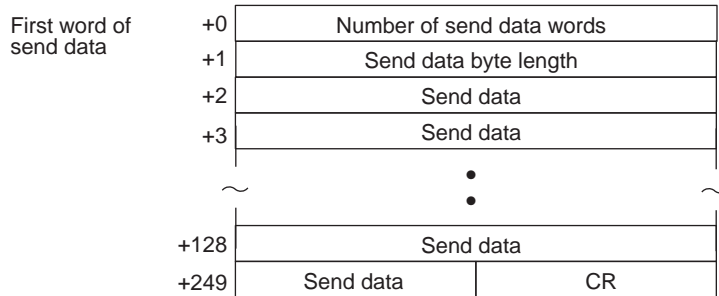 First word of
send data
+0 Number of send data words
+1 Send data byte length
+2 Send data
+3 Send data
+128 Send data
+249 Send data CR